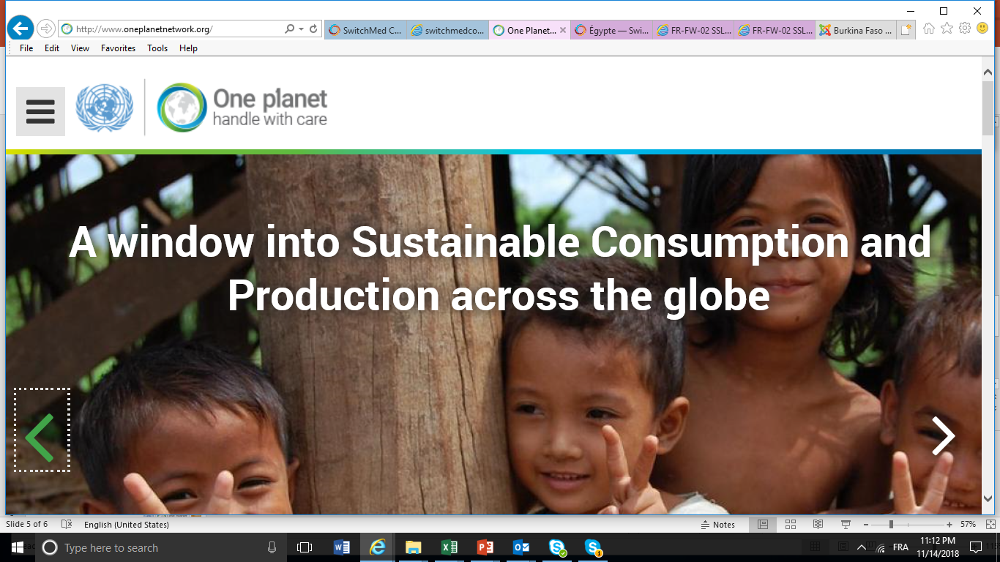 http://www.oneplanetnetwork.org/
SwitchMed C...
switchmedco...
One Planet...
Égypte — Swi...
FR-FW-02 SSL...
FR-FW-02 SSL...
Burkina Faso ...
File Edit View Favorites Tools Help
One planet
handle with care
A window into Sustainable Consumption and
Production across the globe
Slide 5 of 6
English (United States)
Notes
57%
Type here to search
FRA
11:12 PM
11/14/2018